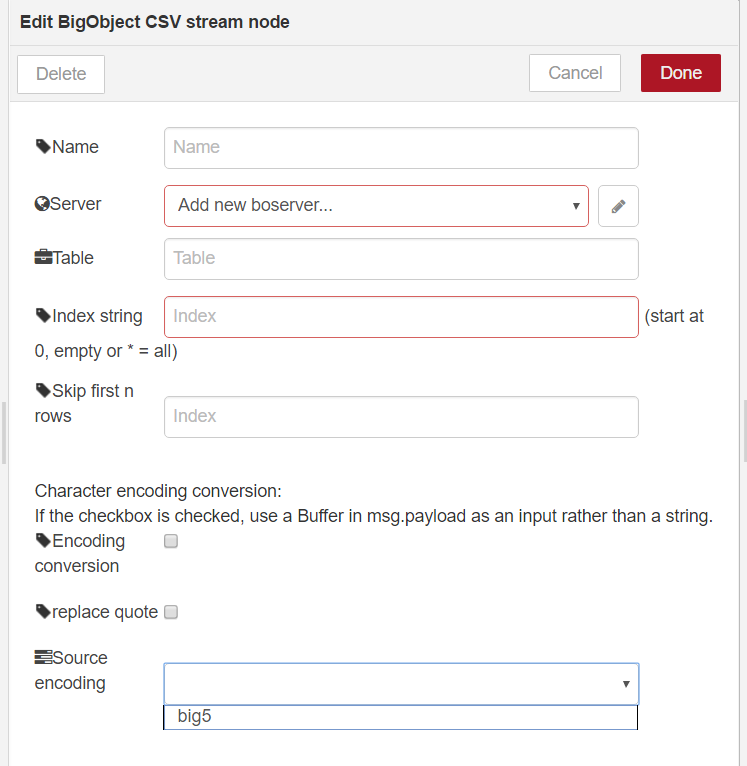 Edit BigObject CSV stream node
Delete Cancel Done
Name Name
Server Add new boserver...
Table Table
Index string Index (start at
0, empty or * = all)
Skip first n
rows Index
Character encoding conversion:
If the checkbox is checked, use a Buffer in msg.payload as an input rather than a string.
Encoding
conversion
replace quote
Source
encoding
big5